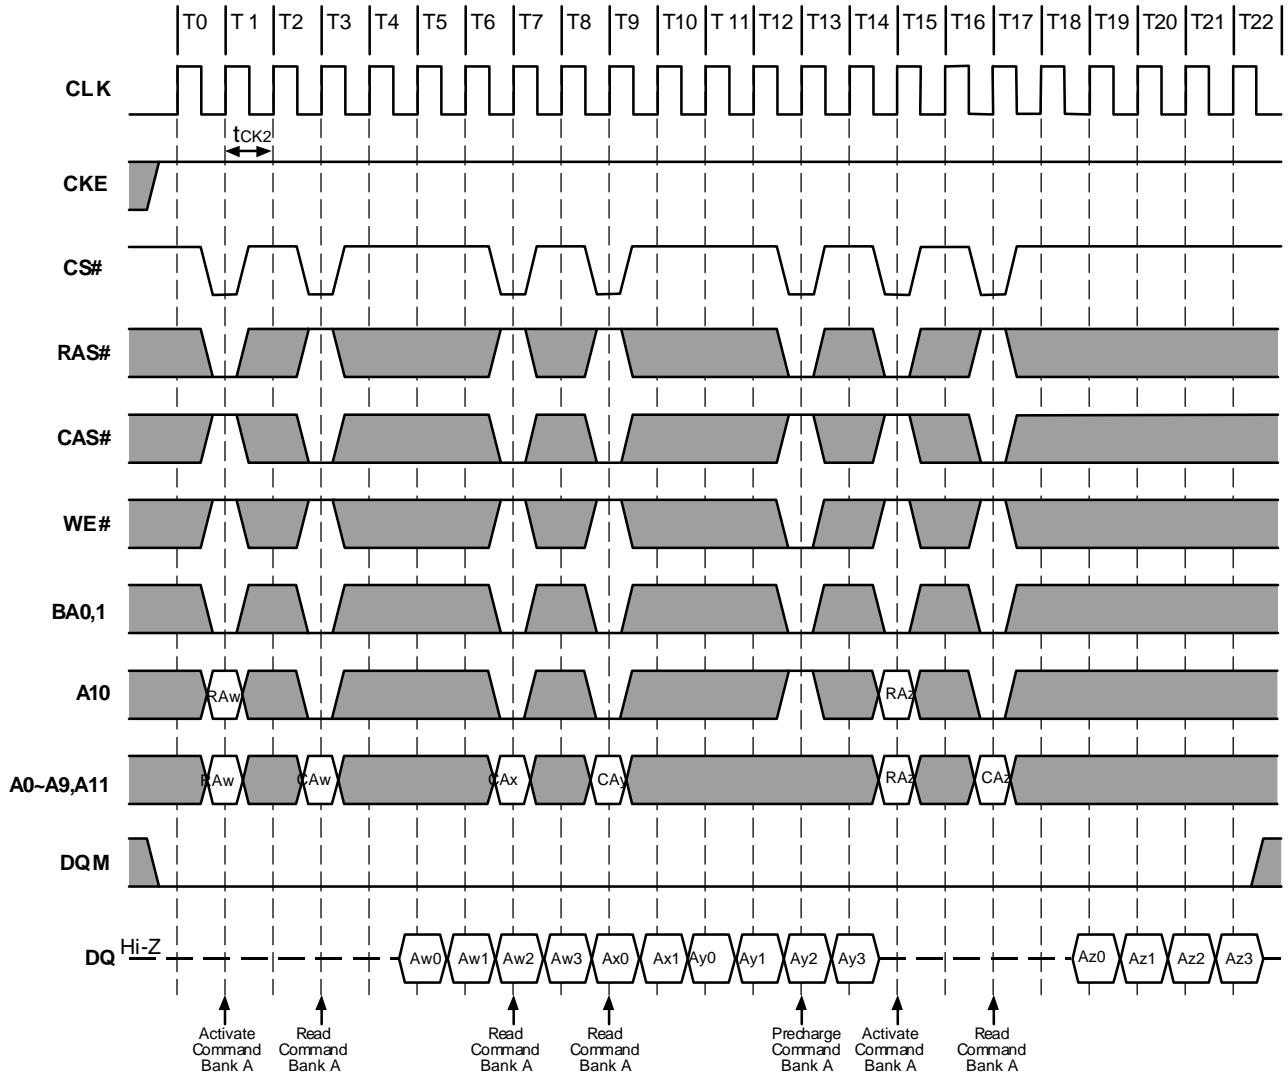 T0 T 1 T2 T3 T4 T5 T6 T7 T8 T9 T10 T 11 T12 T13 T14 T15 T16 T17 T18 T19 T20 T21 T22
CLK
tCK2
CKE
CS#
RAS#
CAS#
WE#
BA0,1
A10 RAw RAz
A0~A9,A11 RAw CAw CAx CAy RAz CAz
DQM
DQ Hi-Z Aw0 Aw1 Aw2 Aw3 Ax0 Ax1 Ay0 Ay1 Ay2 Ay3 Az0 Az1 Az2 Az3
Activate Command Bank A
Read Command Bank A
Read Command Bank A
Read Command Bank A
Precharge Command Bank A
Activate Command Bank A
Read Command Bank A